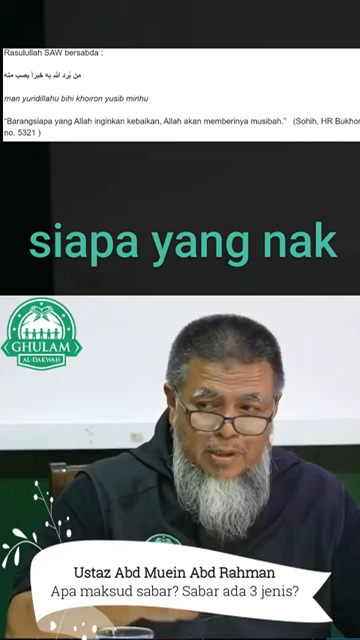 Rasulullah SAW bersabda :
من يُرد الله به خيراً يصب منه
man yuridillahu bihi khoiron yusib minhu
“Barangsiapa yang Allah inginkan kebaikan, Allah akan memberinya musibah.” (Sohih, HR Bukhor
no. 5321 )
siapa yang nak
GHULAM
AL-DAKWAH
Ustaz Abd Muein Abd Rahman
Apa maksud sabar? Sabar ada 3 jenis?